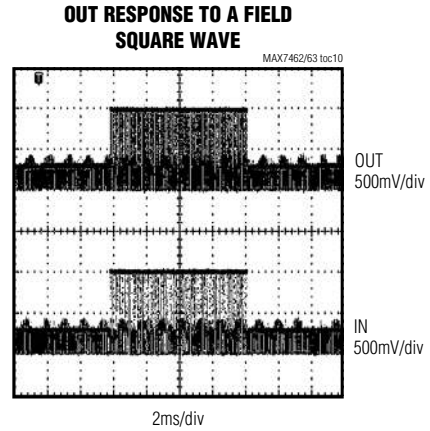 OUT RESPONSE TO A FIELD
SQUARE WAVE
MAX7462/63 toc10
OUT
500mV/div
IN
500mV/div
2ms/div